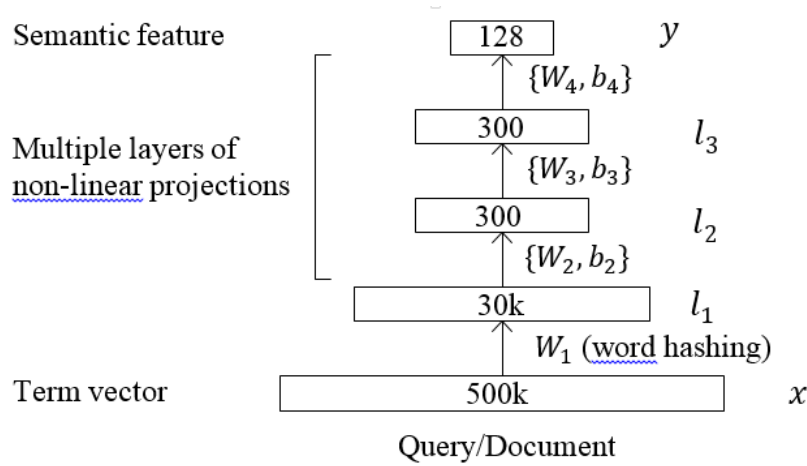 Semantic feature 128 y
{W₄, b₄}
300 l₃
Multiple layers of
non-linear projections
{W₃, b₃}
300 l₂
{W₂, b₂}
30k l₁
W₁ (word hashing)
Term vector 500k x
Query/Document